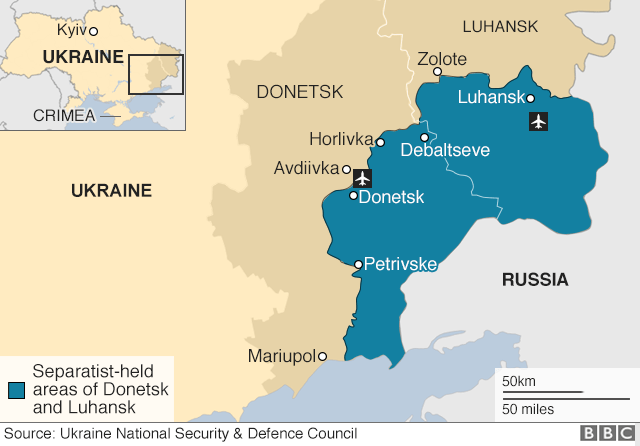 Kyiv
UKRAINE
CRIMEA
LUHANSK
Zolote
DONETSK
Luhansk
Horlivka
Debaltseve
Avdiivka
UKRAINE
Donetsk
Petrivske
RUSSIA
Mariupol
Separatist-held
areas of Donetsk
and Luhansk
50km
50 miles
Source: Ukraine National Security & Defence Council
BBC